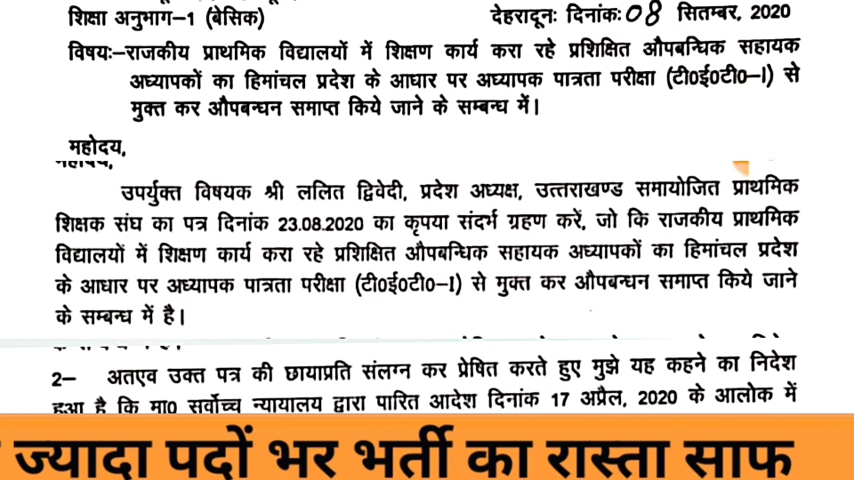 शिक्षा अनुभाग–1 (बेसिक) देहरादूनः दिनांकः 08 सितम्बर, 2020
विषयः–राजकीय प्राथमिक विद्यालयों में शिक्षण कार्य करा रहे प्रशिक्षित औपबन्धिक सहायक
अध्यापकों का हिमांचल प्रदेश के आधार पर अध्यापक पात्रता परीक्षा (टी0ई0टी0–I) से
मुक्त कर औपबन्धन समाप्त किये जाने के सम्बन्ध में।
महोदय,
महोदय,
उपर्युक्त विषयक श्री ललित द्विवेदी, प्रदेश अध्यक्ष, उत्तराखण्ड समायोजित प्राथमिक
शिक्षक संघ का पत्र दिनांक 23.08.2020 का कृपया संदर्भ ग्रहण करें, जो कि राजकीय प्राथमिक
विद्यालयों में शिक्षण कार्य करा रहे प्रशिक्षित औपबन्धिक सहायक अध्यापकों का हिमांचल प्रदेश
के आधार पर अध्यापक पात्रता परीक्षा (टी0ई0टी0–I) से मुक्त कर औपबन्धन समाप्त किये जाने
के सम्बन्ध में है।
2– अतएव उक्त पत्र की छायाप्रति संलग्न कर प्रेषित करते हुए मुझे यह कहने का निदेश
हुआ है कि मा0 सर्वोच्च न्यायालय द्वारा पारित आदेश दिनांक 17 अप्रैल, 2020 के आलोक में
ज्यादा पदों भर भर्ती का रास्ता साफ